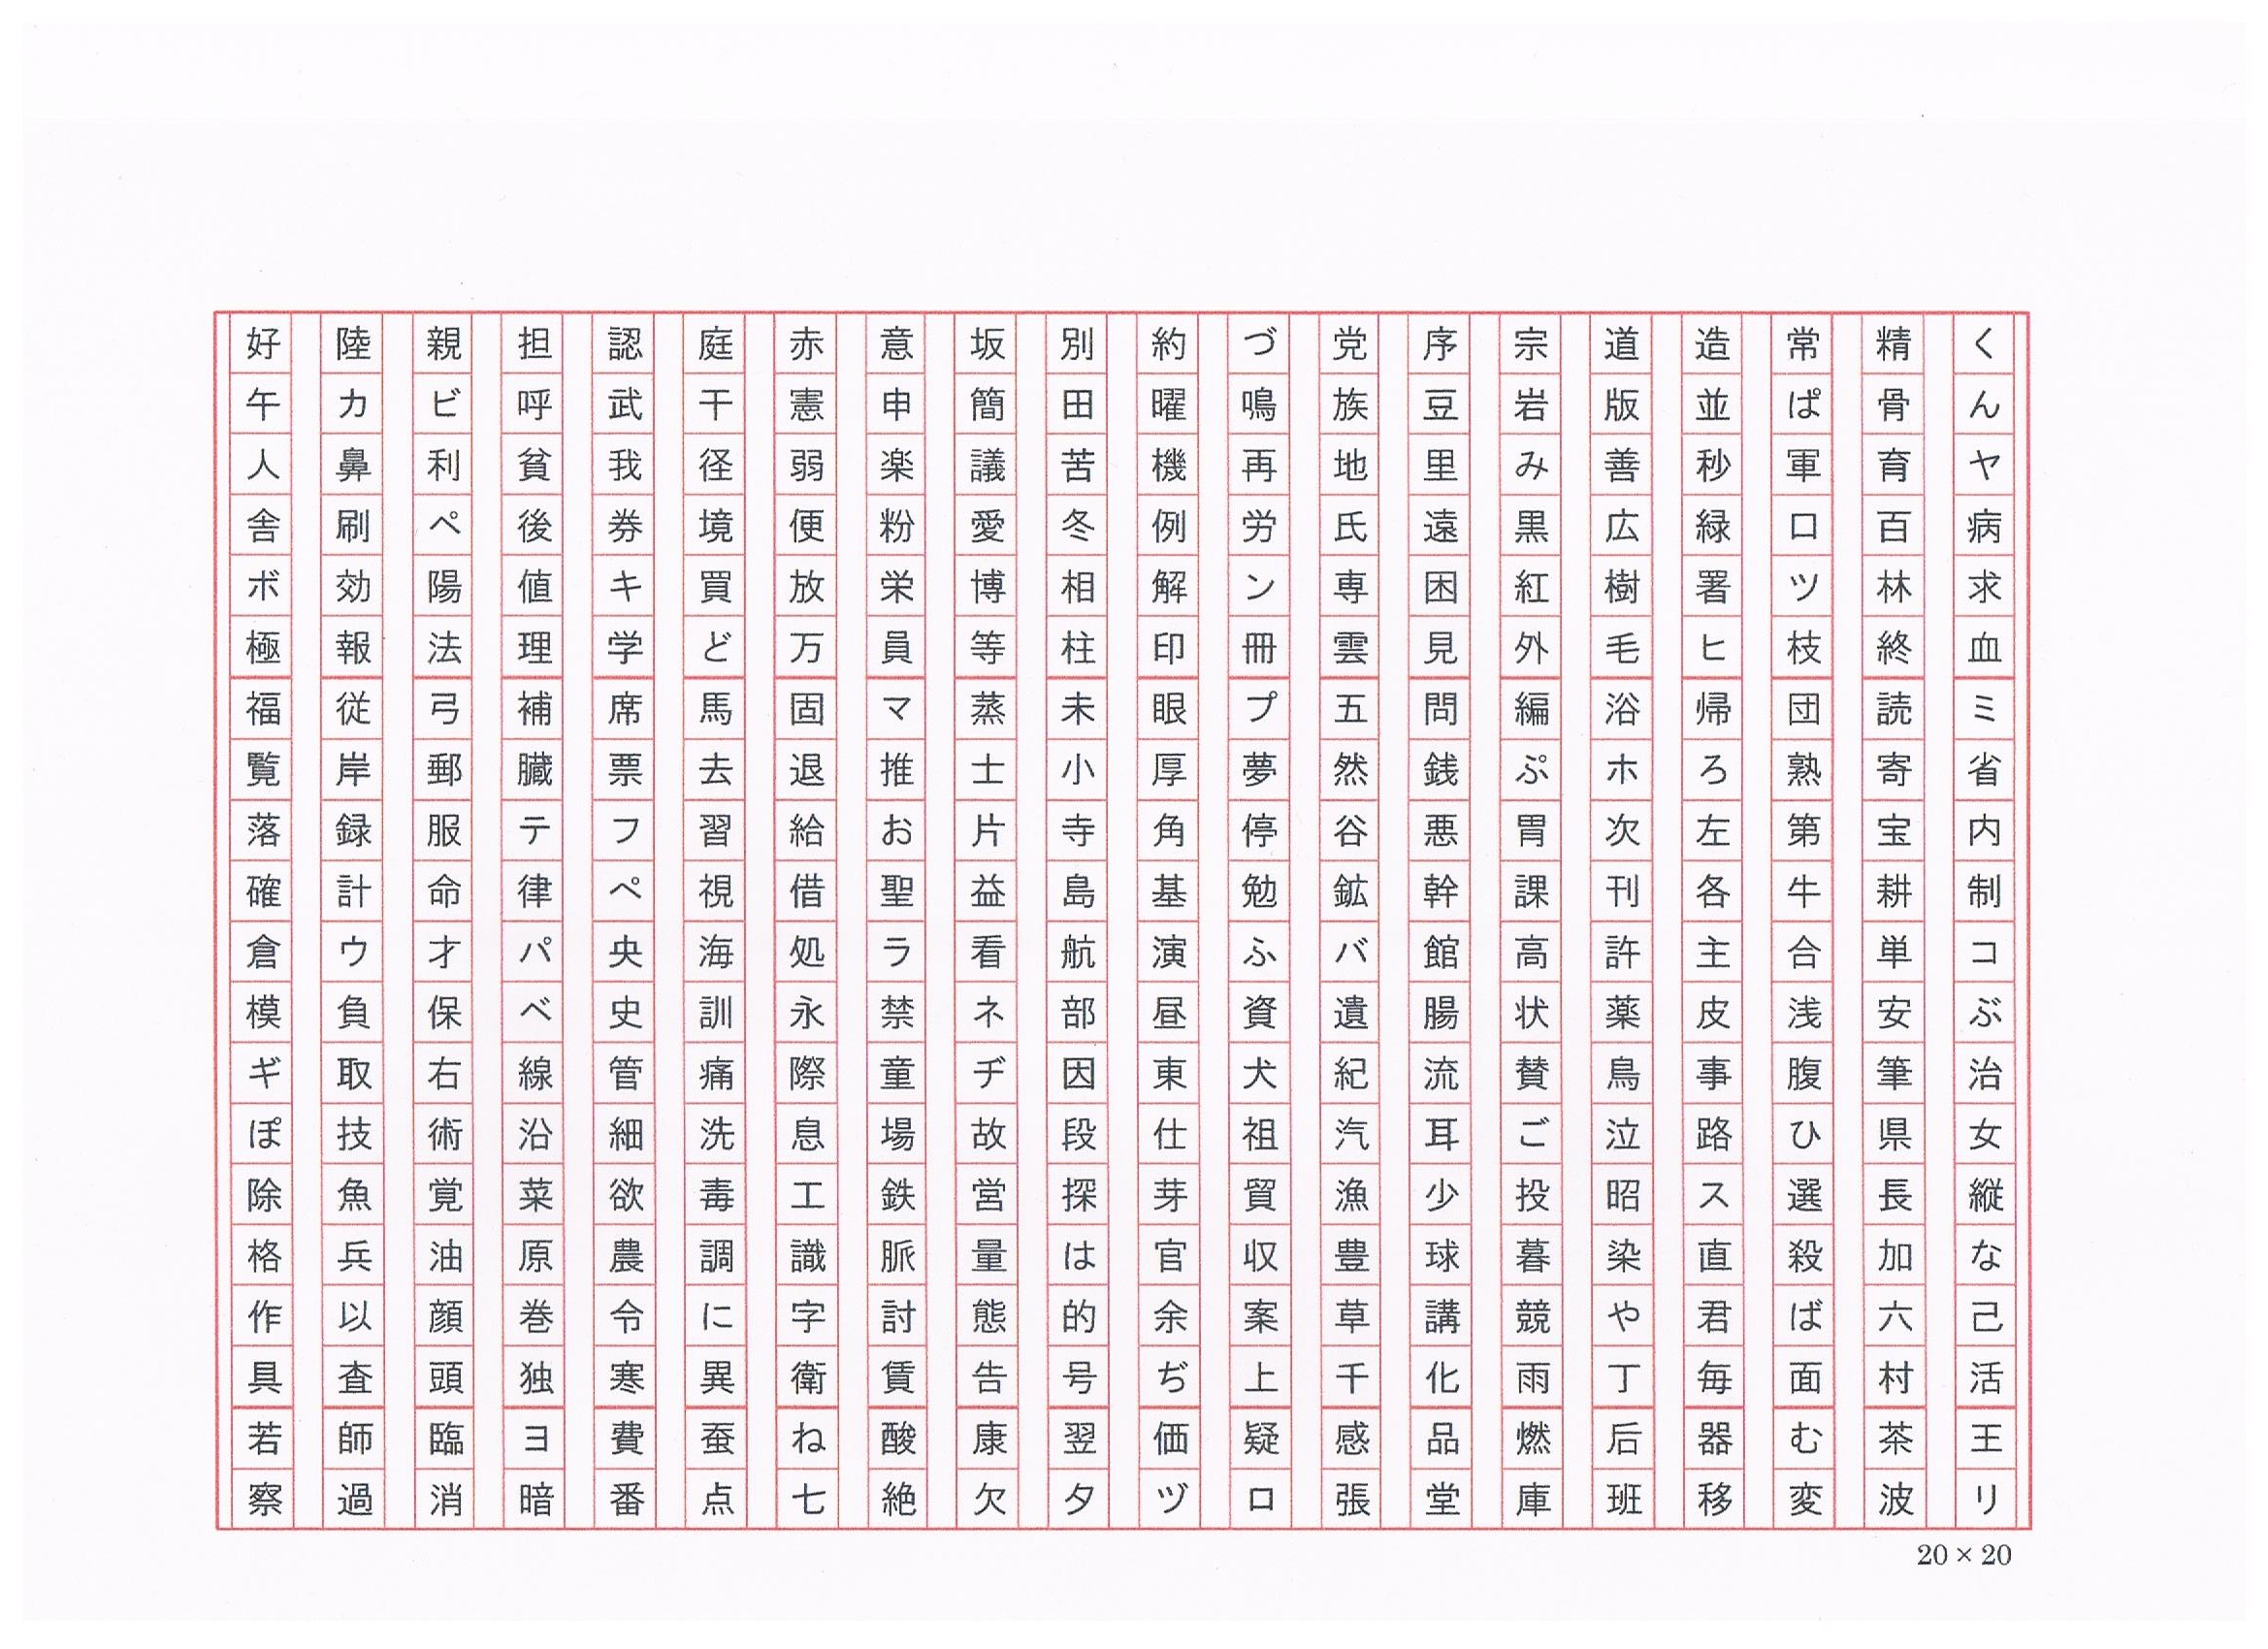 くんヤ病求血ミ省内制コぶ治女縦な己活王リ
精骨育百林終読寄宝耕単安筆県長加六村茶波
常ぱ軍口ツ枝団熟第牛合浅腹ひ選殺ば面む変
造並秒緑署ヒ帰ろ左各主皮事路ス直君毎器移
道版善広樹毛浴ホ次刊許薬鳥泣昭染や丁后班
宗岩み黒紅外編ぷ胃課高状賛ご投暮競雨燃庫
序豆里遠困見問銭悪幹館腸流耳少球講化品堂
党族地氏専雲五然谷鉱バ遺紀汽漁豊草千感張
づ鳴再労ン冊プ夢停勉ふ資犬祖貿収案上疑ロ
約曜機例解印眼厚角基演昼東仕芽官余ぢ価ヅ
別田苦冬相柱未小寺島航部因段探は的号翌夕
坂簡議愛博等蒸士片益看ネヂ故営量態告康欠
意申楽粉栄員マ推お聖ラ禁童場鉄脈討賃酸絶
赤憲弱便放万固退給借処永際息工識字衛ね七
庭干径境買ど馬去習視海訓痛洗毒調に異蚕点
認武我券キ学席票フペ央史管細欲農令寒費番
担呼貧後値理補臓テ律パベ線沿菜原巻独ヨ暗
親ビ利ペ陽法弓郵服命才保右術覚油顔頭臨消
陸カ鼻刷効報従岸録計ウ負取技魚兵以査師過
好午人舎ボ極福覧落確倉模ギぽ除格作具若察
20×20